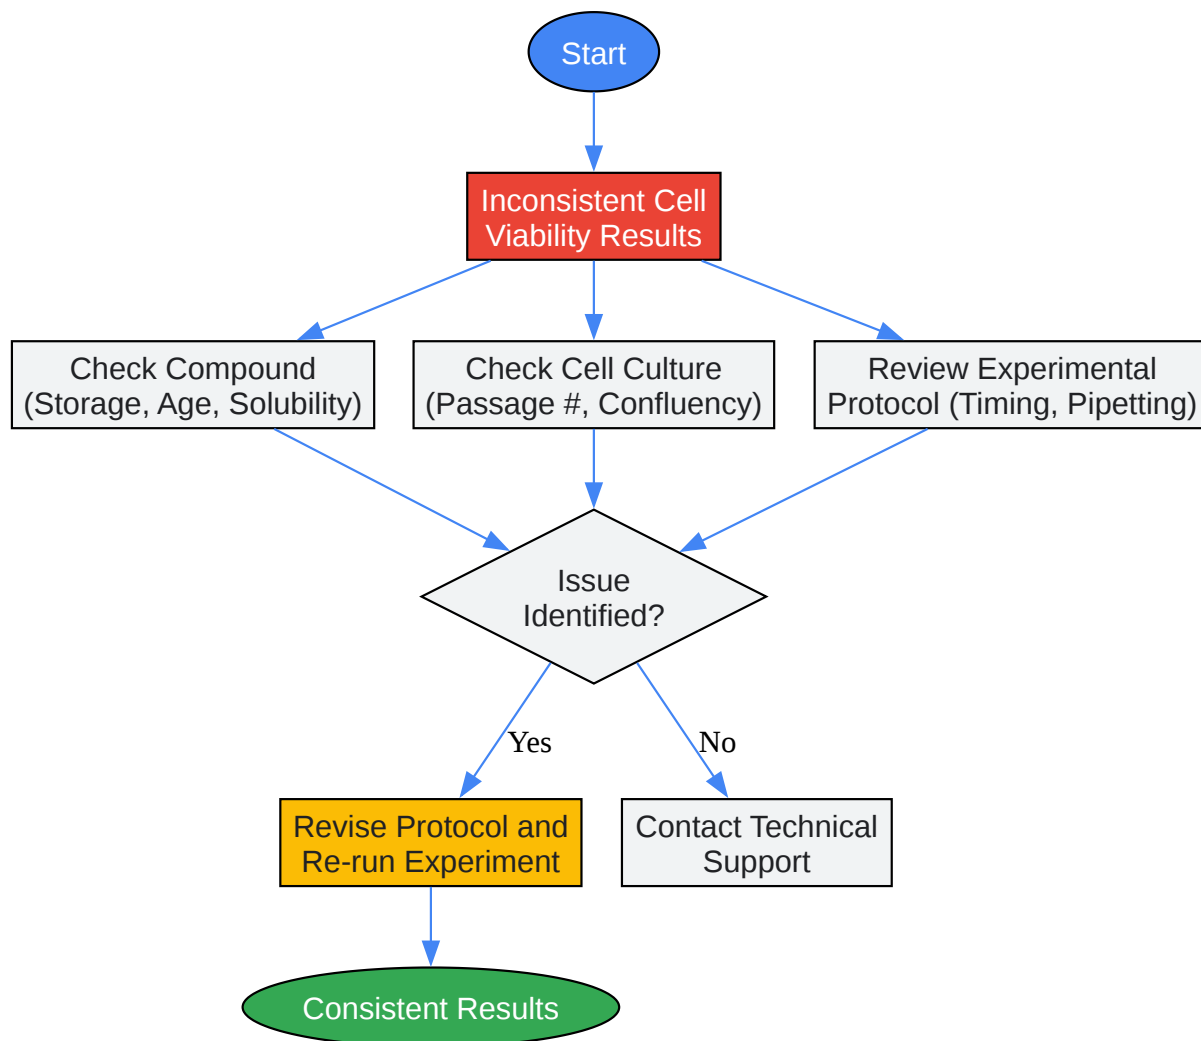 Start
Inconsistent Cell
Viability Results
Check Compound
(Storage, Age, Solubility)
Check Cell Culture
(Passage #, Confluency)
Review Experimental
Protocol (Timing, Pipetting)
Issue
Identified?
Yes
No
Revise Protocol and
Re-run Experiment
Contact Technical
Support
Consistent Results